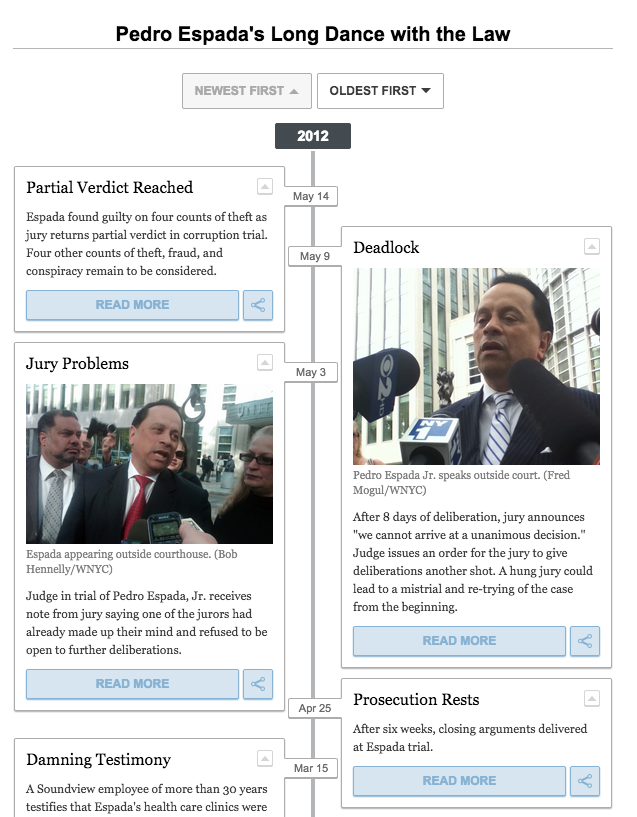 Pedro Espada's Long Dance with the Law
NEWEST FIRST
OLDEST FIRST
2012
Partial Verdict Reached
May 14
Espada found guilty on four counts of theft as
jury returns partial verdict in corruption trial.
Four other counts of theft, fraud, and
conspiracy remain to be considered.
READ MORE
May 9
Deadlock
2
NY
1
Pedro Espada Jr. speaks outside court. (Fred
Mogul/WNYC)
After 8 days of deliberation, jury announces
"we cannot arrive at a unanimous decision."
Judge issues an order for the jury to give
deliberations another shot. A hung jury could
lead to a mistrial and re-trying of the case
from the beginning.
READ MORE
Jury Problems
May 3
Espada appearing outside courthouse. (Bob
Hennelly/WNYC)
Judge in trial of Pedro Espada, Jr. receives
note from jury saying one of the jurors had
already made up their mind and refused to be
open to further deliberations.
READ MORE
Apr 25
Prosecution Rests
After six weeks, closing arguments delivered
at Espada trial.
READ MORE
Damning Testimony
Mar 15
A Soundview employee of more than 30 years
testifies that Espada's health care clinics were